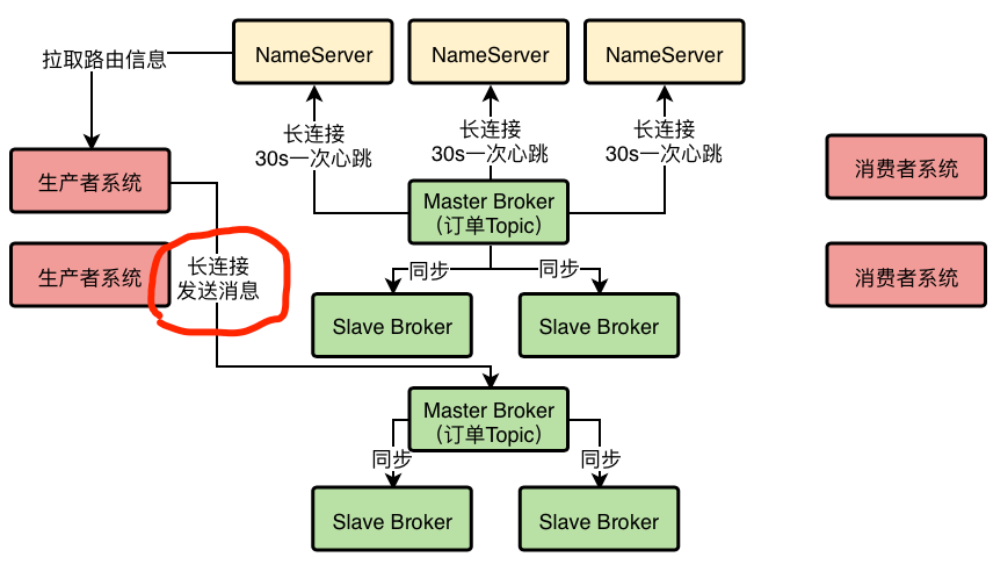 NameServer
NameServer
NameServer
拉取路由信息
长连接
30s一次心跳
长连接
30s一次心跳
长连接
30s一次心跳
生产者系统
Master Broker
（订单Topic）
消费者系统
生产者系统
长连接
发送消息
同步
同步
消费者系统
Slave Broker
Slave Broker
Master Broker
（订单Topic）
同步
同步
Slave Broker
Slave Broker